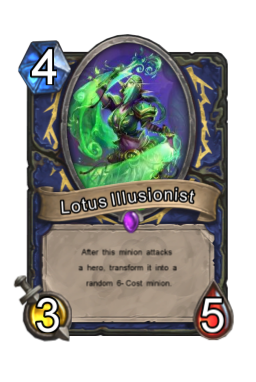 4
Lotus Illusionist
After this minion attacks
a hero, transform it into a
random 6-Cost minion.
3
5